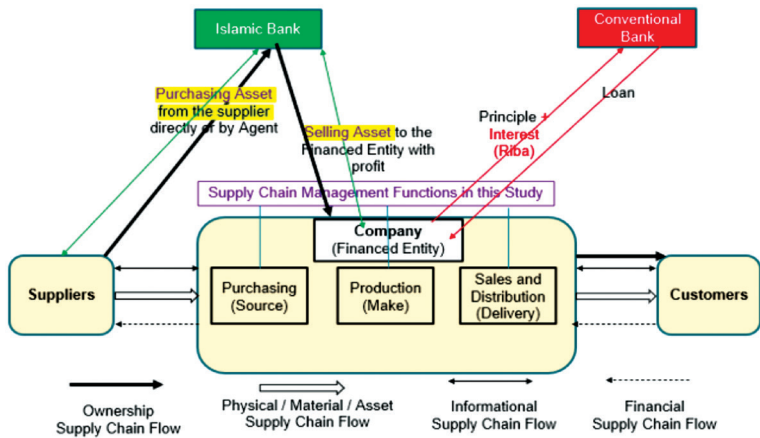 Islamic Bank
Conventional
Bank
Purchasing Asset
from the supplier
directly or by Agent
Selling Asset to the
Financed Entity with
profit
Principle +
Interest
(Riba)
Loan
Supply Chain Management Functions in this Study
Company
(Financed Entity)
Suppliers
Purchasing
(Source)
Production
(Make)
Sales and
Distribution
(Delivery)
Customers
Ownership
Supply Chain Flow
Physical / Material / Asset
Supply Chain Flow
Informational
Supply Chain Flow
Financial
Supply Chain Flow